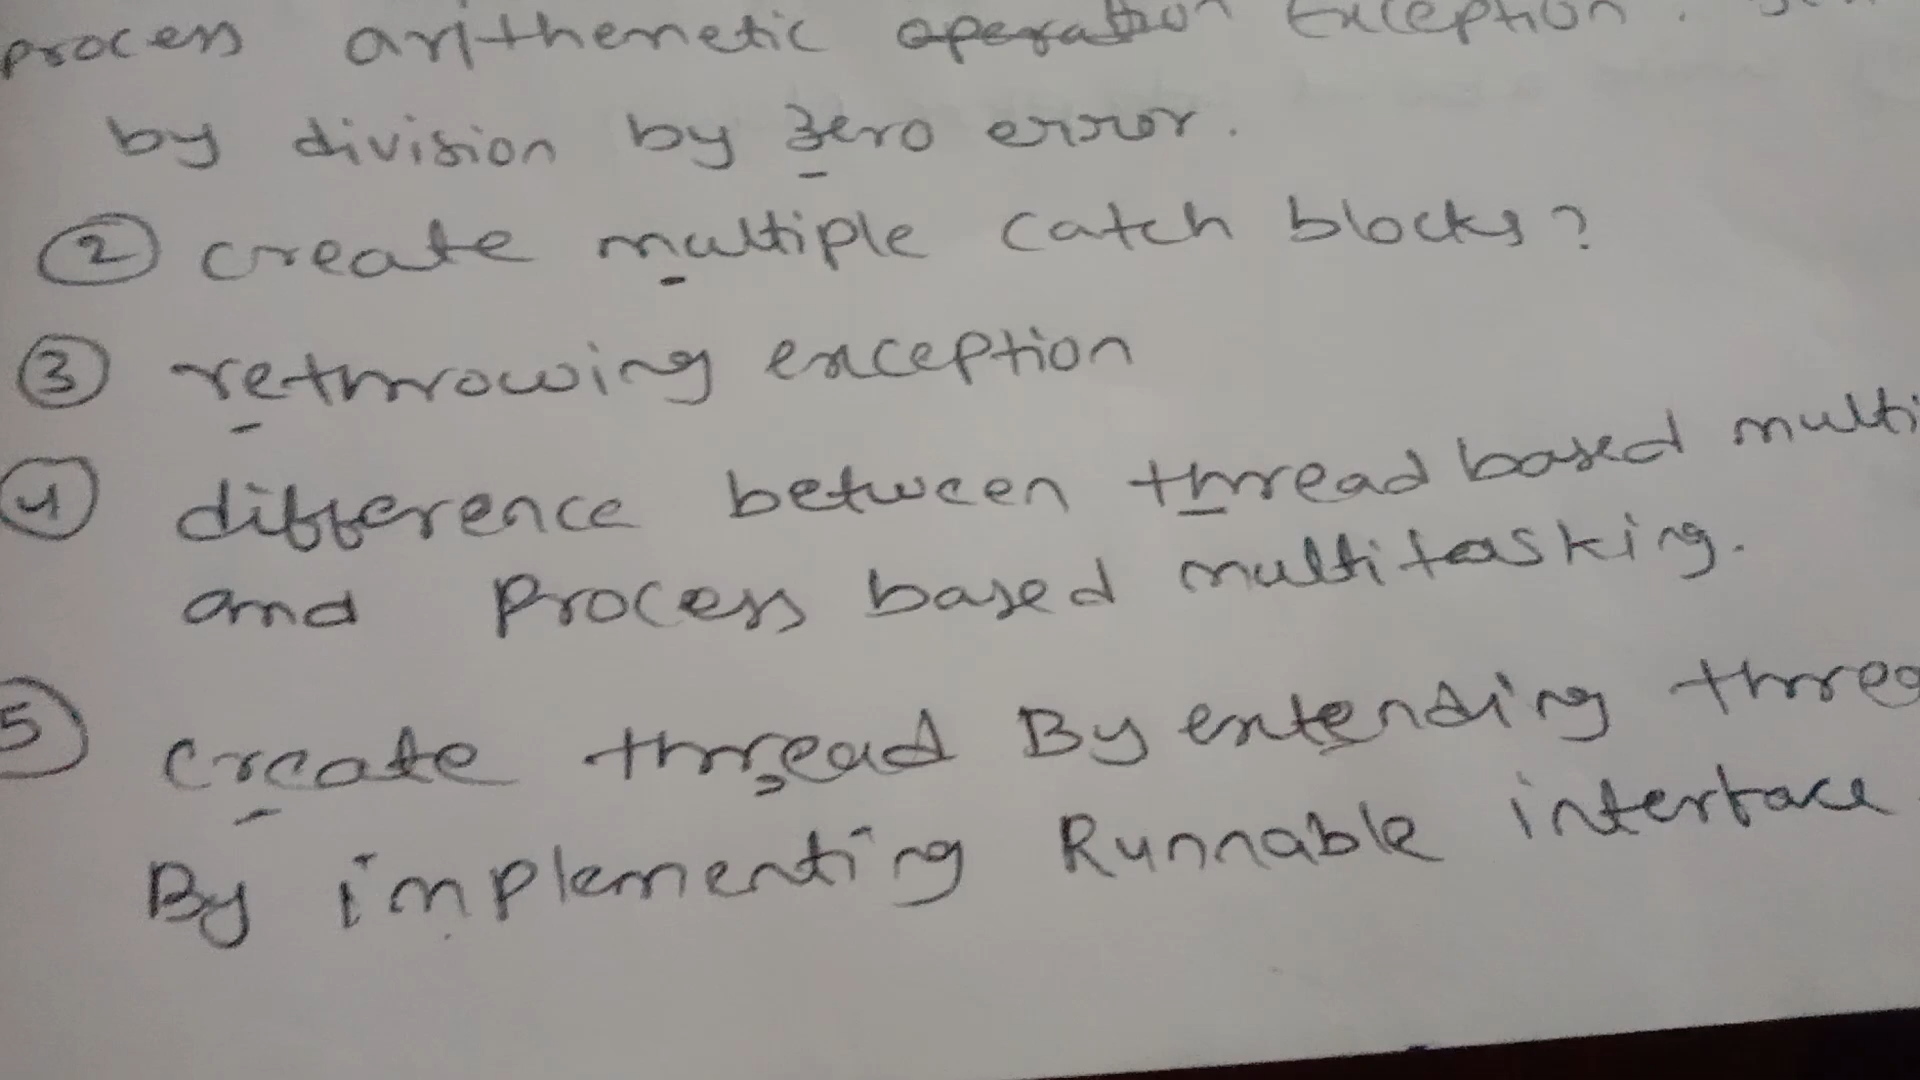 process arithemetic operation Exception.
by division by zero error.
② create multiple catch blocks?
③ rethrowing exception
④ difference between thread based multi
and process based multitasking.
5 create thread By extending threa
By implementing Runnable interface